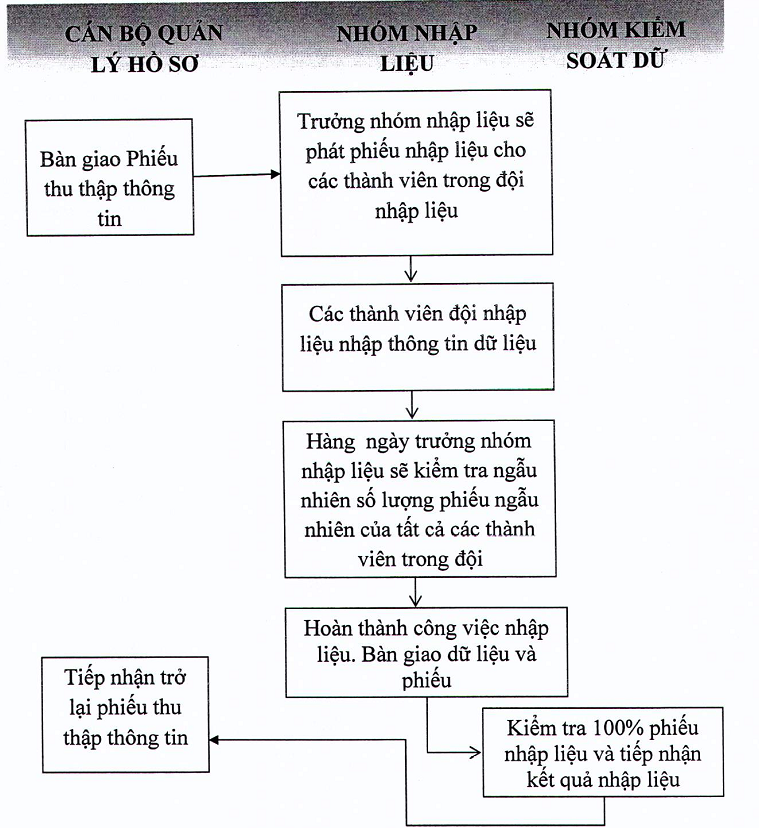 CÁN BỘ QUẢN
LÝ HỒ SƠ
NHÓM NHẬP
LIỆU
NHÓM KIỂM
SOÁT DỮ
Bàn giao Phiếu
thu thập thông
tin
Trưởng nhóm nhập liệu sẽ
phát phiếu nhập liệu cho
các thành viên trong đội
nhập liệu
Các thành viên đội nhập
liệu nhập thông tin dữ liệu
Hàng ngày trưởng nhóm
nhập liệu sẽ kiểm tra ngẫu
nhiên số lượng phiếu ngẫu
nhiên của tất cả các thành
viên trong đội
Hoàn thành công việc nhập
liệu. Bàn giao dữ liệu và
phiếu
Kiểm tra 100% phiếu
nhập liệu và tiếp nhận
kết quả nhập liệu
Tiếp nhận trở
lại phiếu thu
thập thông tin